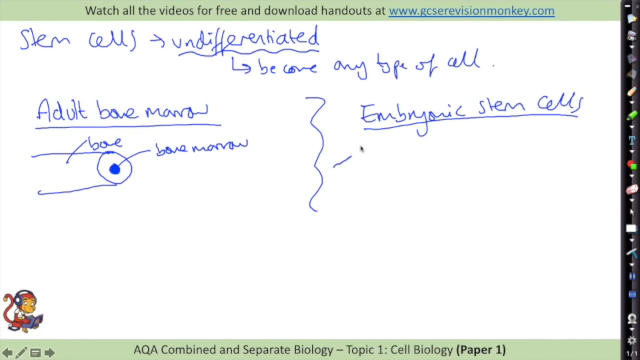 Watch all the videos for free and download handouts at www.gcserevisionmonkey.com
Stem cells → undifferentiated
↳ become any type of cell.
Adult bone marrow
Embryonic stem cells
bone
bone marrow
AQA Combined and Separate Biology – Topic 1: Cell Biology (Paper 1)